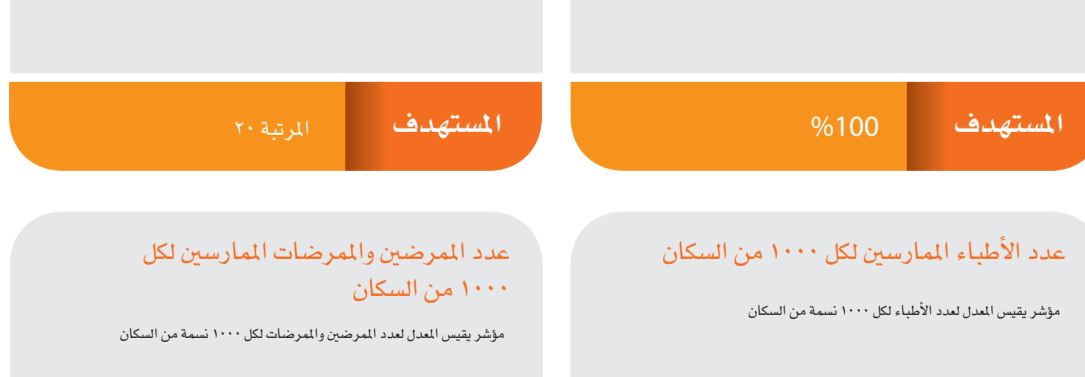 المستهدف %100
المستهدف المرتبة ٢٠
عدد الأطباء الممارسين لكل ١٠٠٠ من السكان
مؤشر يقيس المعدل لعدد الأطباء لكل ١٠٠٠ نسمة من السكان
عدد الممرضين والممرضات الممارسين لكل
١٠٠٠ من السكان
مؤشر يقيس المعدل لعدد الممرضين والممرضات لكل ١٠٠٠ نسمة من السكان